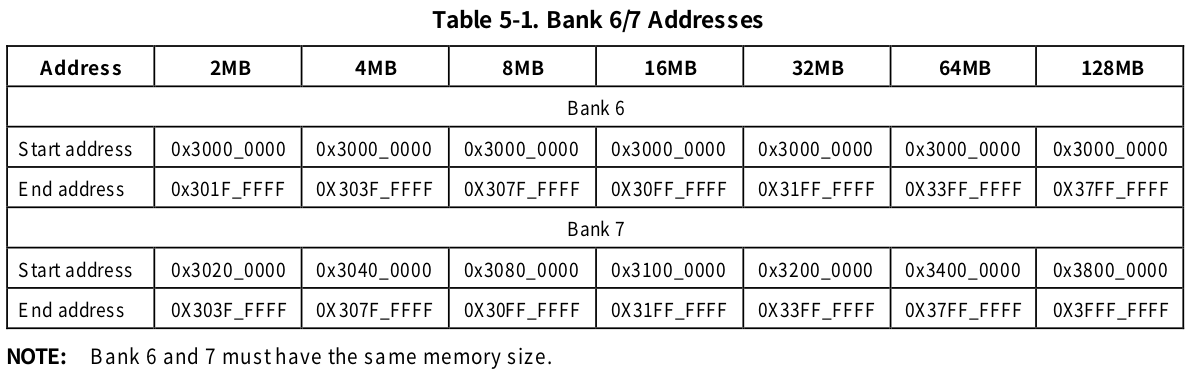 Table 5-1. Bank 6/7 Addresses
Address 2MB 4MB 8MB 16MB 32MB 64MB 128MB
Bank 6
Start address 0x3000_0000 0x3000_0000 0x3000_0000 0x3000_0000 0x3000_0000 0x3000_0000 0x3000_0000
End address 0x301F_FFFF 0X303F_FFFF 0X307F_FFFF 0X30FF_FFFF 0X31FF_FFFF 0X33FF_FFFF 0X37FF_FFFF
Bank 7
Start address 0x3020_0000 0x3040_0000 0x3080_0000 0x3100_0000 0x3200_0000 0x3400_0000 0x3800_0000
End address 0X303F_FFFF 0X307F_FFFF 0X30FF_FFFF 0X31FF_FFFF 0X33FF_FFFF 0X37FF_FFFF 0X3FFF_FFFF
NOTE: Bank 6 and 7 must have the same memory size.